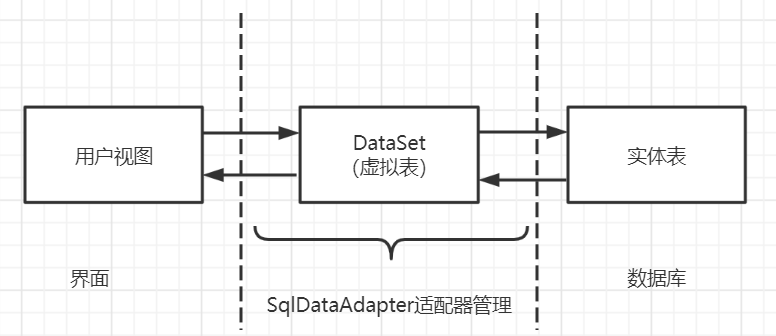 用户视图
DataSet
(虚拟表)
实体表
界面
数据库
SqlDataAdapter适配器管理